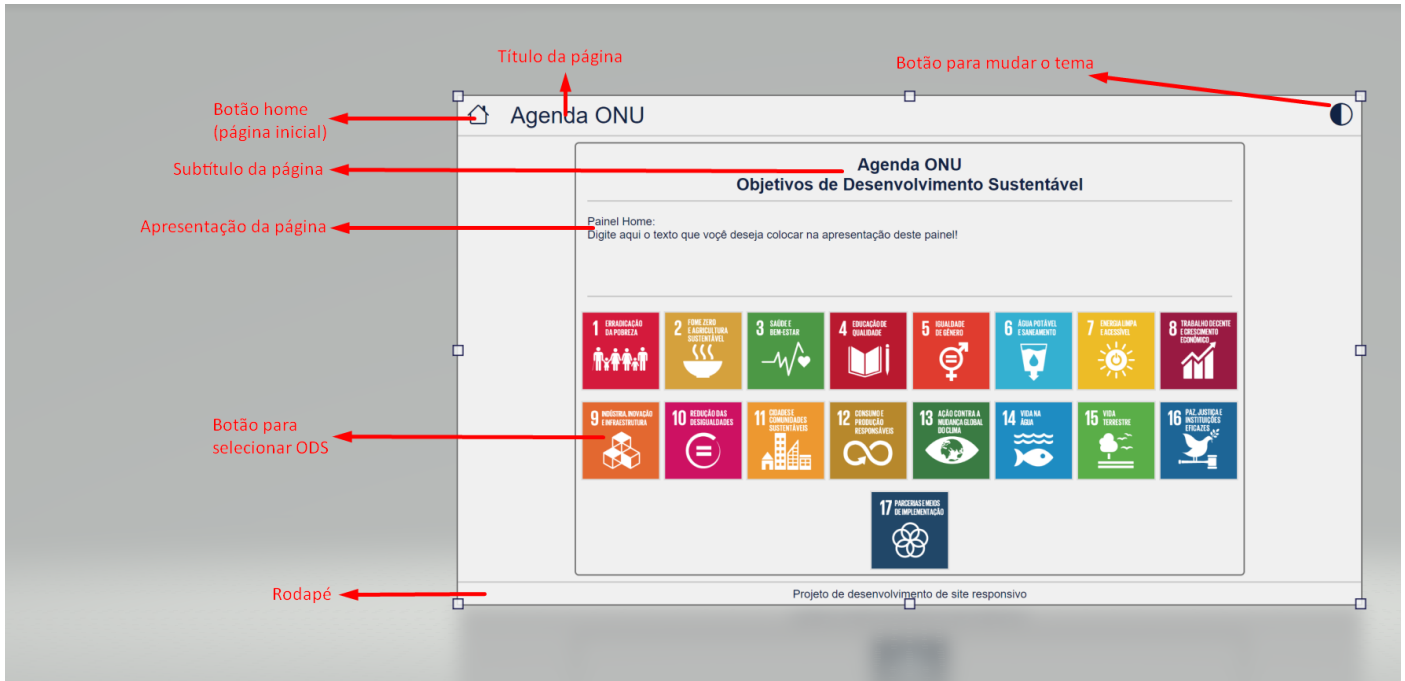 Título da página
Botão para mudar o tema
Botão home
(página inicial)
Agenda ONU
Subtítulo da página
Agenda ONU
Objetivos de Desenvolvimento Sustentável
Apresentação da página
Painel Home:
Digite aqui o texto que voçê deseja colocar na apresentação deste painel!
1 ERRADICAÇÃO
DA POBREZA
2 FOME ZERO
E AGRICULTURA
SUSTENTÁVEL
3 SAÚDE E
BEM-ESTAR
4 EDUCAÇÃO DE
QUALIDADE
5 IGUALDADE
DE GÊNERO
6 ÁGUA POTÁVEL
E SANEAMENTO
7 ENERGIA LIMPA
E ACESSÍVEL
8 TRABALHO DECENTE
E CRESCIMENTO
ECONÔMICO
Botão para
selecionar ODS
9 INDÚSTRIA, INOVAÇÃO
E INFRAESTRUTURA
10 REDUÇÃO DAS
DESIGUALDADES
11 CIDADES E
COMUNIDADES
SUSTENTÁVEIS
12 CONSUMO E
PRODUÇÃO
RESPONSÁVEIS
13 AÇÃO CONTRA A
MUDANÇA GLOBAL
DO CLIMA
14 VIDA NA
ÁGUA
15 VIDA
TERRESTRE
16 PAZ, JUSTIÇA E
INSTITUIÇÕES
EFICAZES
17 PARCERIAS E MEIOS
DE IMPLEMENTAÇÃO
Rodapé
Projeto de desenvolvimento de site responsivo